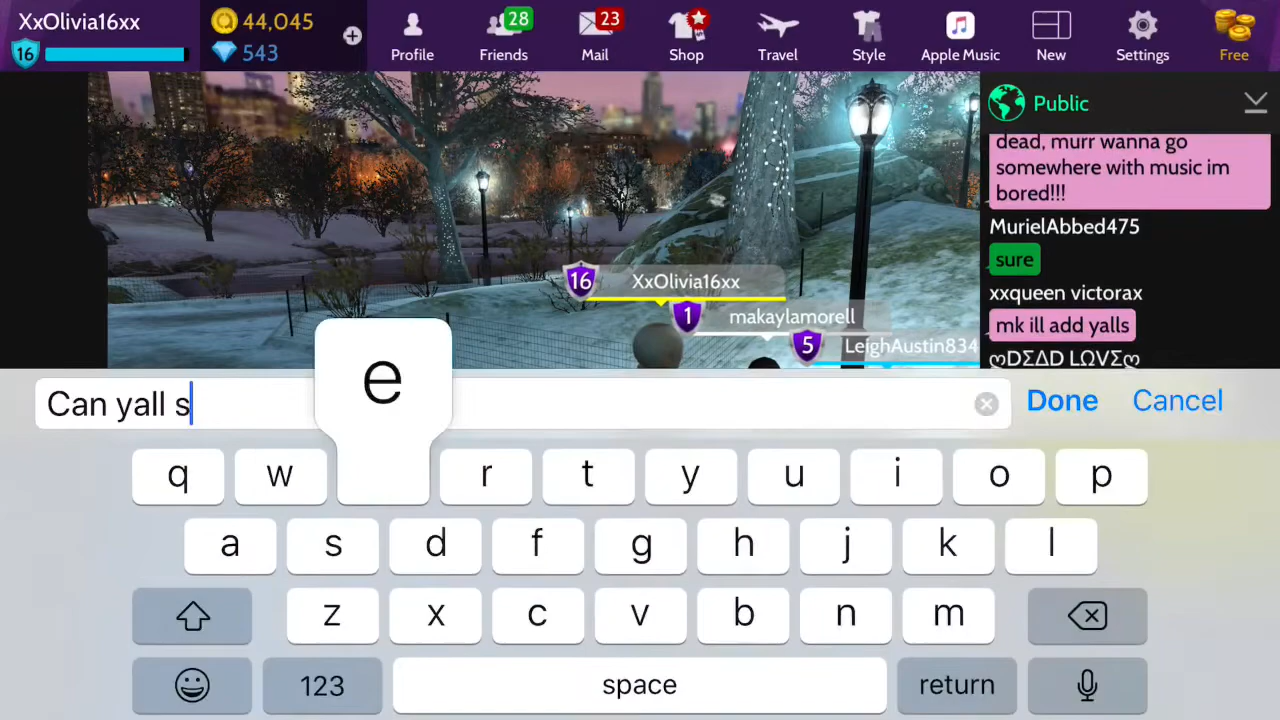 XxOlivia16xx
16
44,045
543
Profile
28
Friends
23
Mail
Shop
Travel
Style
Apple Music
New
Settings
Free
Public
dead, murr wanna go
somewhere with music im
bored!!!
MurielAbbed475
sure
xxqueen victorax
mk ill add yalls
ღDΣΔD LΩVΣღ
16 XxOlivia16xx
1 makaylamorell
5 LeighAustin834
Can yall s
Done
Cancel
e
q w r t y u i o p
a s d f g h j k l
z x c v b n m
123 space return